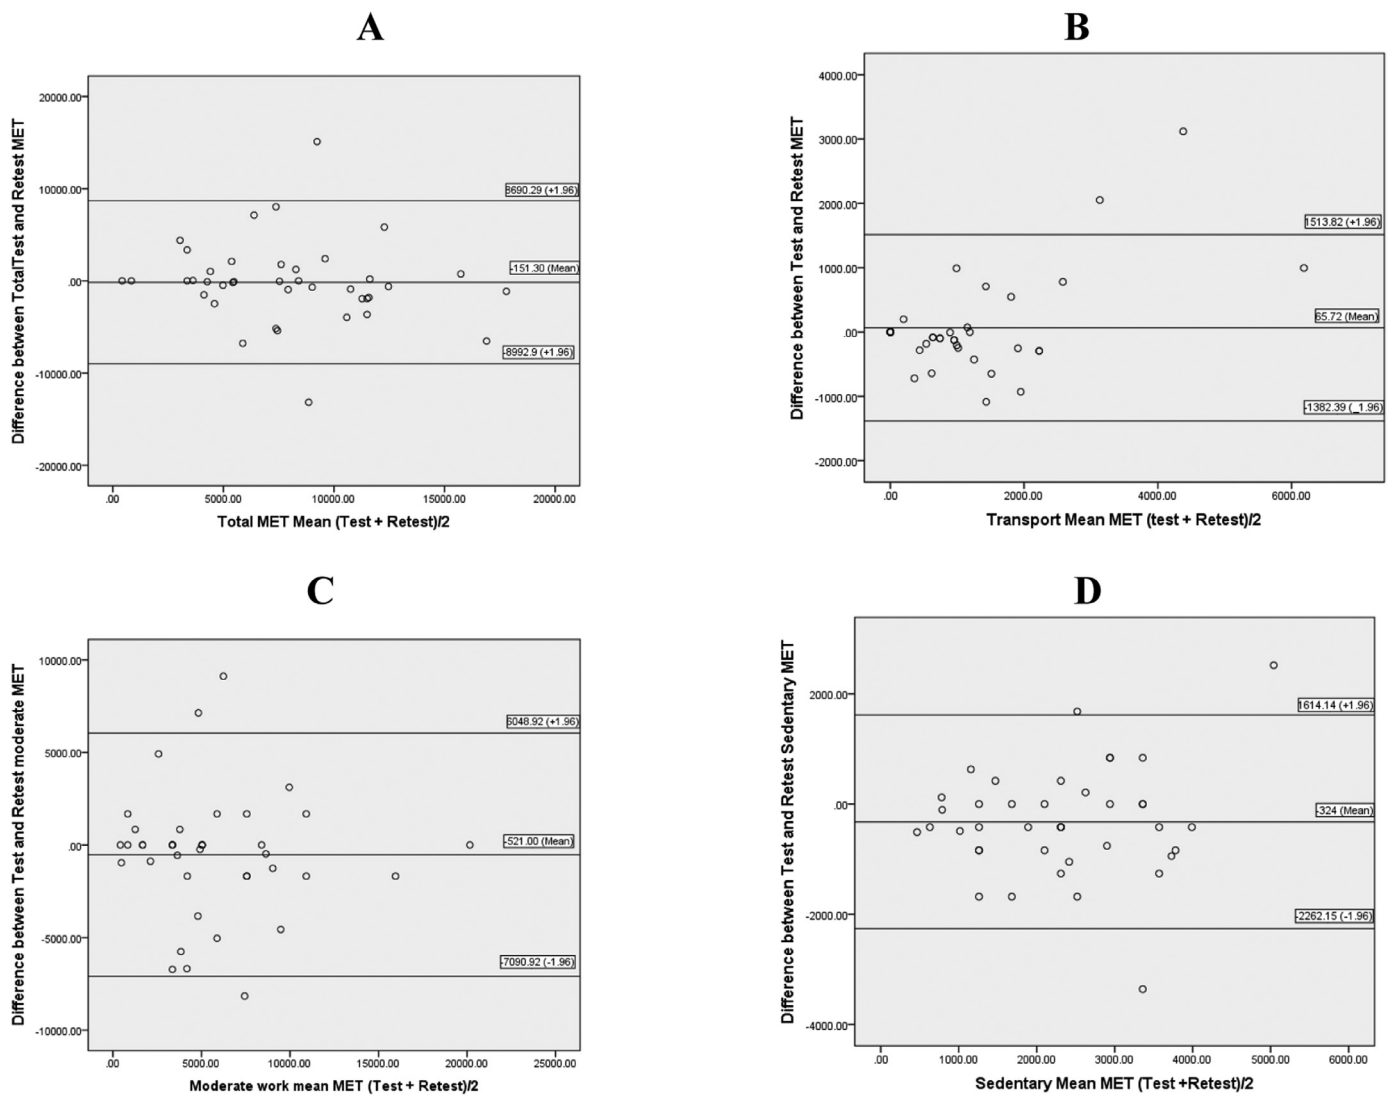 A
Difference between TotalTest and Retest MET
20000.00
10000.00
.00
-10000.00
-20000.00
8690.29 (+1.96)
-151.30 (Mean)
-8992.9 (+1.96)
.00 5000.00 10000.00 15000.00 20000.00
Total MET Mean (Test + Retest)/2
B
Difference between Test and Retest MET
4000.00
3000.00
2000.00
1000.00
.00
-1000.00
-2000.00
1513.82 (+1.96)
65.72 (Mean)
-1382.39 (_1.96)
.00 2000.00 4000.00 6000.00
Transport Mean MET (test + Retest)/2
C
Difference between Test and Retest moderate MET
10000.00
5000.00
.00
-5000.00
-10000.00
6048.92 (+1.96)
-521.00 (Mean)
-7090.92 (-1.96)
.00 5000.00 10000.00 15000.00 20000.00 25000.00
Moderate work mean MET (Test + Retest)/2
D
Difference between Test and Retest Sedentary MET
2000.00
.00
-2000.00
-4000.00
1614.14 (+1.96)
-324 (Mean)
-2262.15 (-1.96)
.00 1000.00 2000.00 3000.00 4000.00 5000.00 6000.00
Sedentary Mean MET (Test +Retest)/2